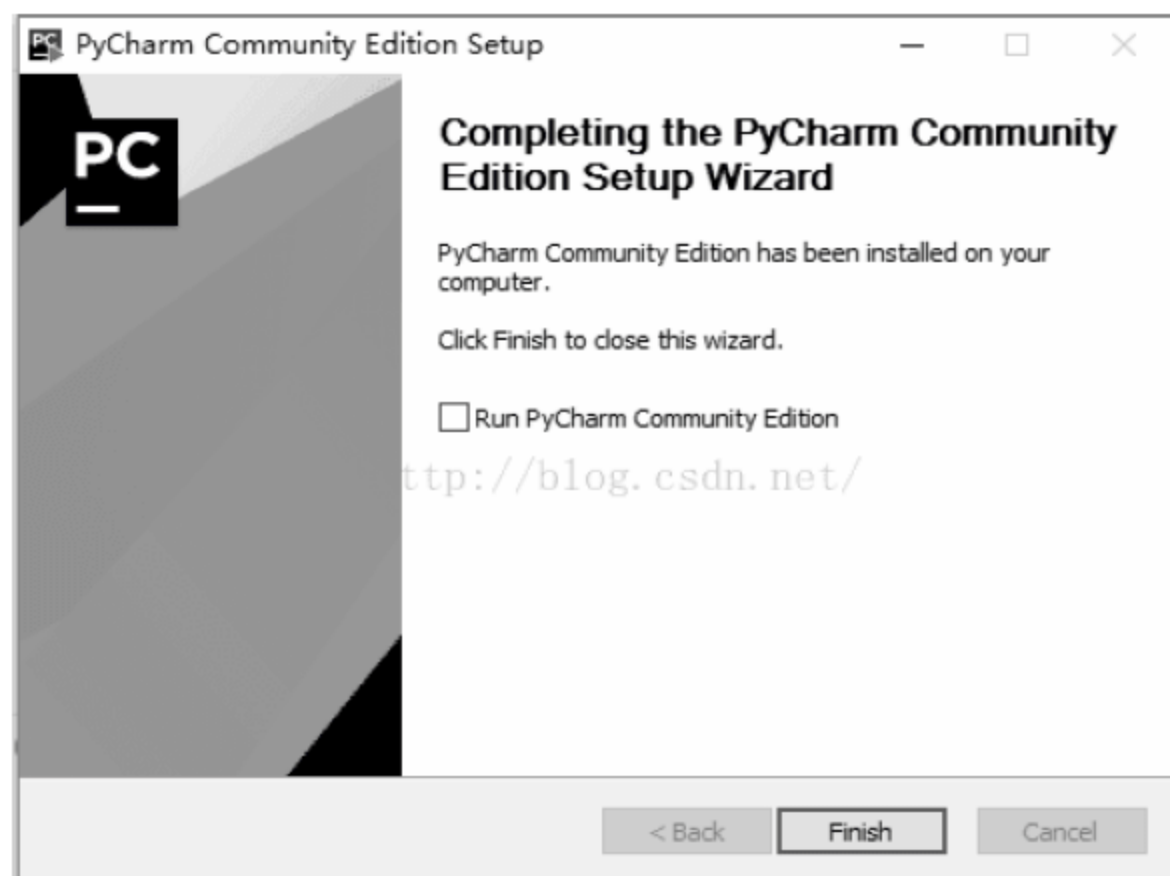 PyCharm Community Edition Setup
PC
Completing the PyCharm Community
Edition Setup Wizard
PyCharm Community Edition has been installed on your
computer.
Click Finish to close this wizard.
Run PyCharm Community Edition
ttp://blog.csdn.net/
< Back
Finish
Cancel